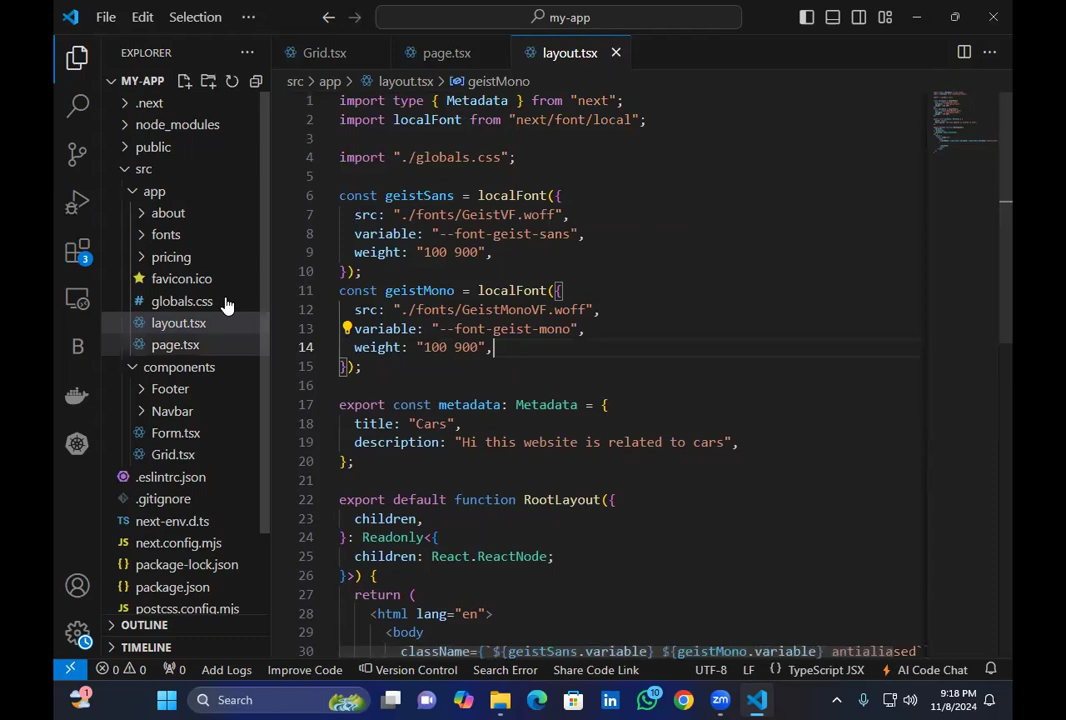 File Edit Selection ··· my-app
EXPLORER ···
Grid.tsx page.tsx layout.tsx
MY-APP
src > app > layout.tsx > geistMono
.next
node_modules
public
src
app
about
fonts
pricing
favicon.ico
# globals.css
layout.tsx
page.tsx
components
Footer
Navbar
Form.tsx
Grid.tsx
.eslintrc.json
.gitignore
TS next-env.d.ts
JS next.config.mjs
{} package-lock.json
{} package.json
JS postcss.config.mjs
OUTLINE
TIMELINE
1 import type { Metadata } from "next";
2 import localFont from "next/font/local";
3
4 import "./globals.css";
5
6 const geistSans = localFont({
7 src: "./fonts/GeistVF.woff",
8 variable: "--font-geist-sans",
9 weight: "100 900",
10 });
11 const geistMono = localFont({
12 src: "./fonts/GeistMonoVF.woff",
13 variable: "--font-geist-mono",
14 weight: "100 900",
15 });
16
17 export const metadata: Metadata = {
18 title: "Cars",
19 description: "Hi this website is related to cars",
20 };
21
22 export default function RootLayout({
23 children,
24 }: Readonly<{
25 children: React.ReactNode;
26 }>) {
27 return (
28 <html lang="en">
29 <body
30 className={`${geistSans.variable} ${geistMono.variable} antialiased`
3
B
0 0 0 Add Logs Improve Code Version Control Search Error Share Code Link UTF-8 LF {} TypeScript JSX AI Code Chat
1 Search 10 zm 9:18 PM
11/8/2024